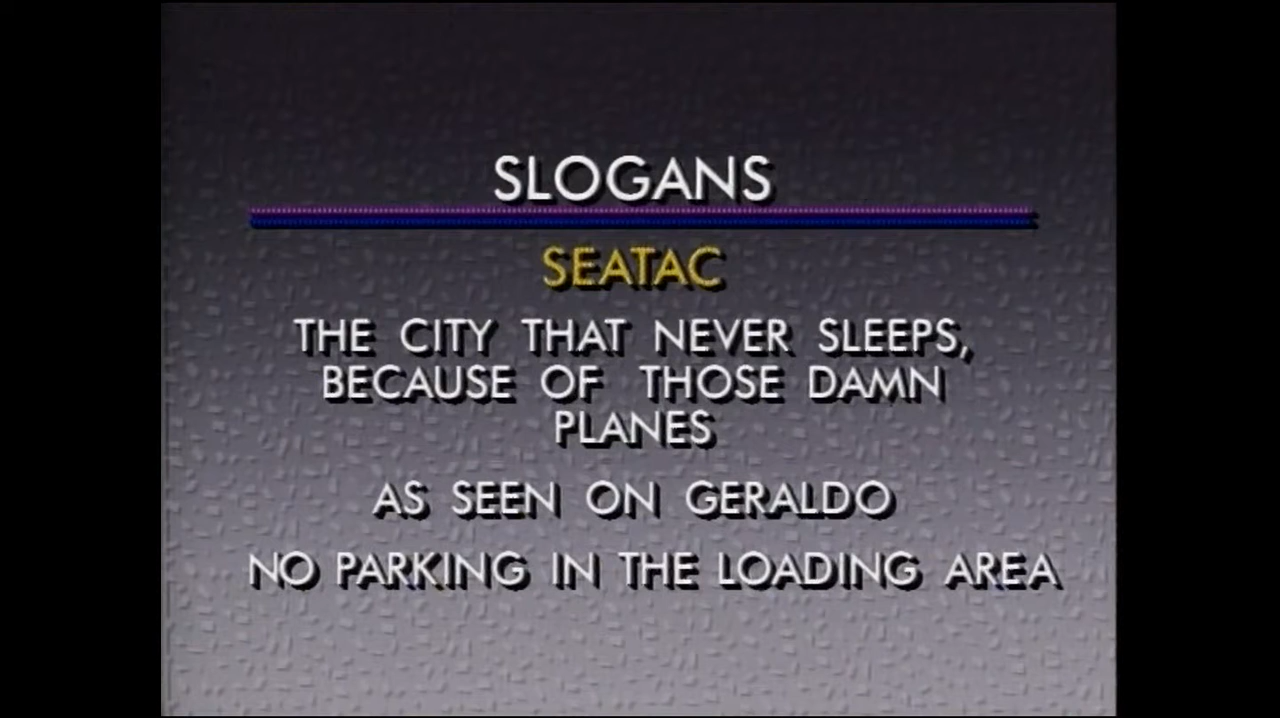 SLOGANS
SEATAC
THE CITY THAT NEVER SLEEPS,
BECAUSE OF THOSE DAMN
PLANES
AS SEEN ON GERALDO
NO PARKING IN THE LOADING AREA